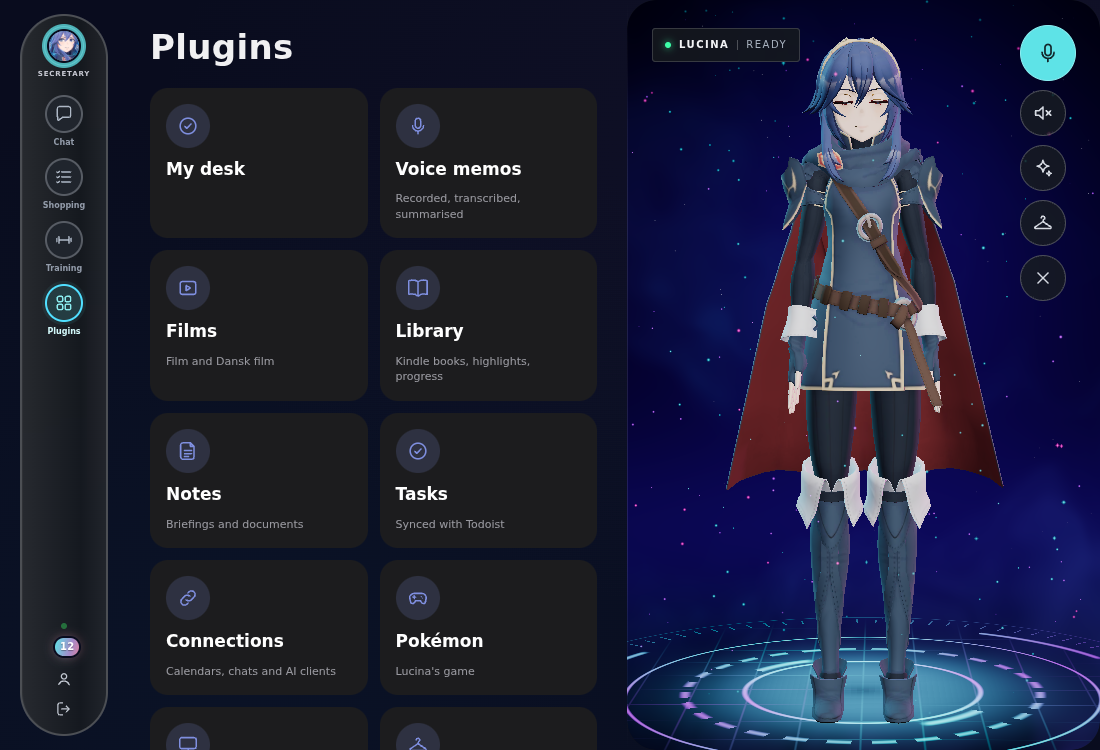 SECRETARY
Chat
Shopping
Training
Plugins
12
Plugins
My desk
Voice memos
Recorded, transcribed,
summarised
Films
Film and Dansk film
Library
Kindle books, highlights,
progress
Notes
Briefings and documents
Tasks
Synced with Todoist
Connections
Calendars, chats and AI clients
Pokémon
Lucina's game
LUCINA | READY